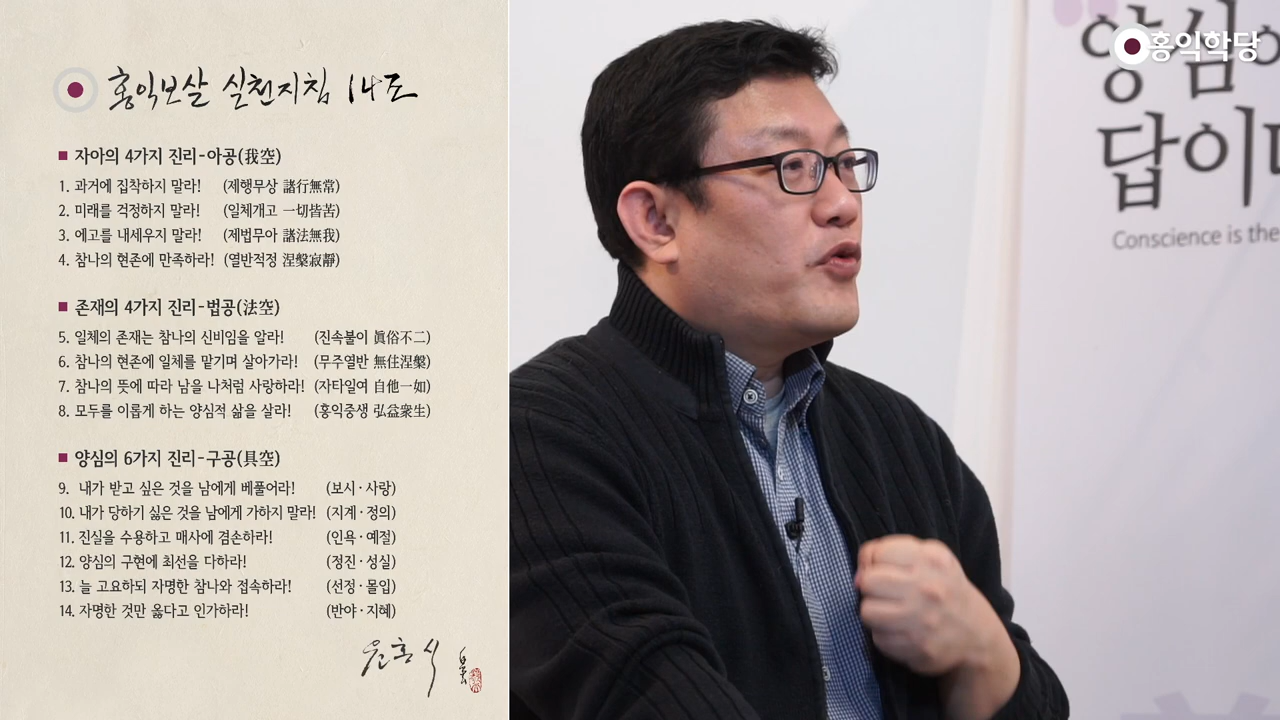 홍익보살 실천지침 14조
■ 자아의 4가지 진리-아공(我空)
1. 과거에 집착하지 말라! (제행무상 諸行無常)
2. 미래를 걱정하지 말라! (일체개고 一切皆苦)
3. 에고를 내세우지 말라! (제법무아 諸法無我)
4. 참나의 현존에 만족하라! (열반적정 涅槃寂靜)
■ 존재의 4가지 진리-법공(法空)
5. 일체의 존재는 참나의 신비임을 알라! (진속불이 眞俗不二)
6. 참나의 현존에 일체를 맡기며 살아가라! (무주열반 無住涅槃)
7. 참나의 뜻에 따라 남을 나처럼 사랑하라! (자타일여 自他一如)
8. 모두를 이롭게 하는 양심적 삶을 살라! (홍익중생 弘益衆生)
■ 양심의 6가지 진리-구공(具空)
9. 내가 받고 싶은 것을 남에게 베풀어라! (보시·사랑)
10. 내가 당하기 싫은 것을 남에게 가하지 말라! (지계·정의)
11. 진실을 수용하고 매사에 겸손하라! (인욕·예절)
12. 양심의 구현에 최선을 다하라! (정진·성실)
13. 늘 고요하되 자명한 참나와 접속하라! (선정·몰입)
14. 자명한 것만 옳다고 인가하라! (반야·지혜)
윤홍식
홍익학당
양심이
답이다
Conscience is the